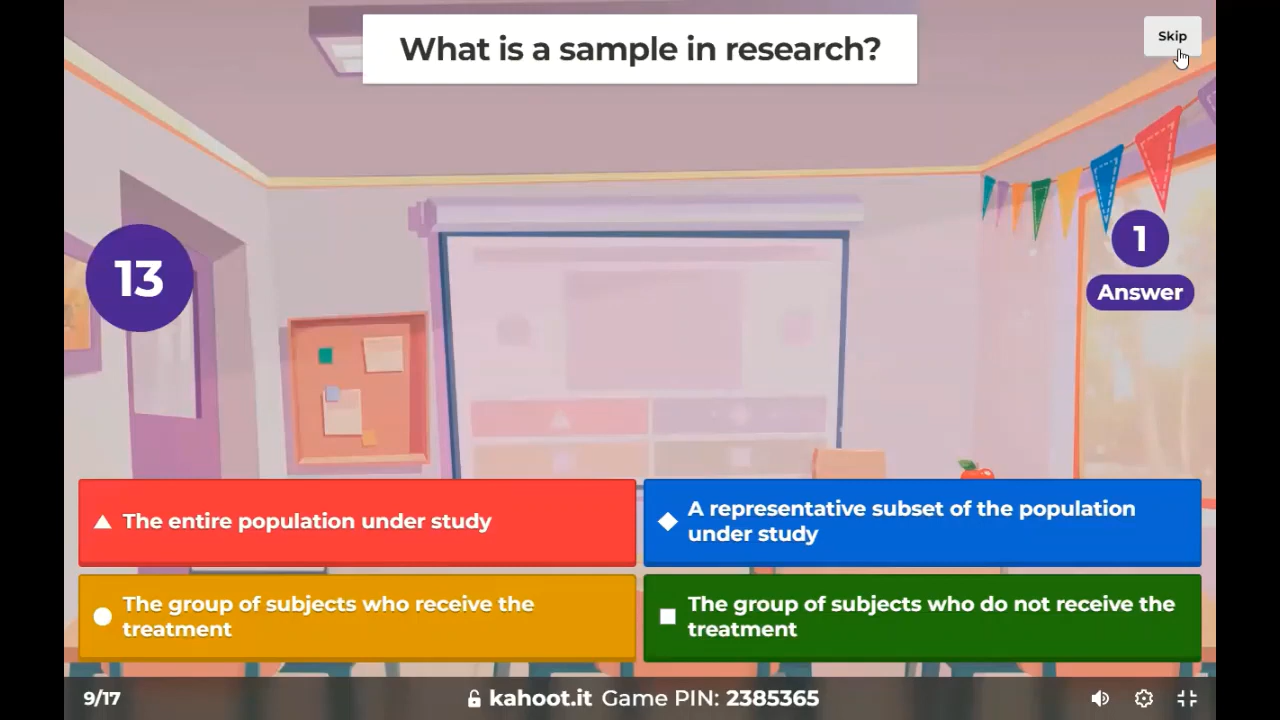 What is a sample in research?
Skip
13
1
Answer
The entire population under study
A representative subset of the population
under study
The group of subjects who receive the
treatment
The group of subjects who do not receive the
treatment
9/17
kahoot.it Game PIN: 2385365